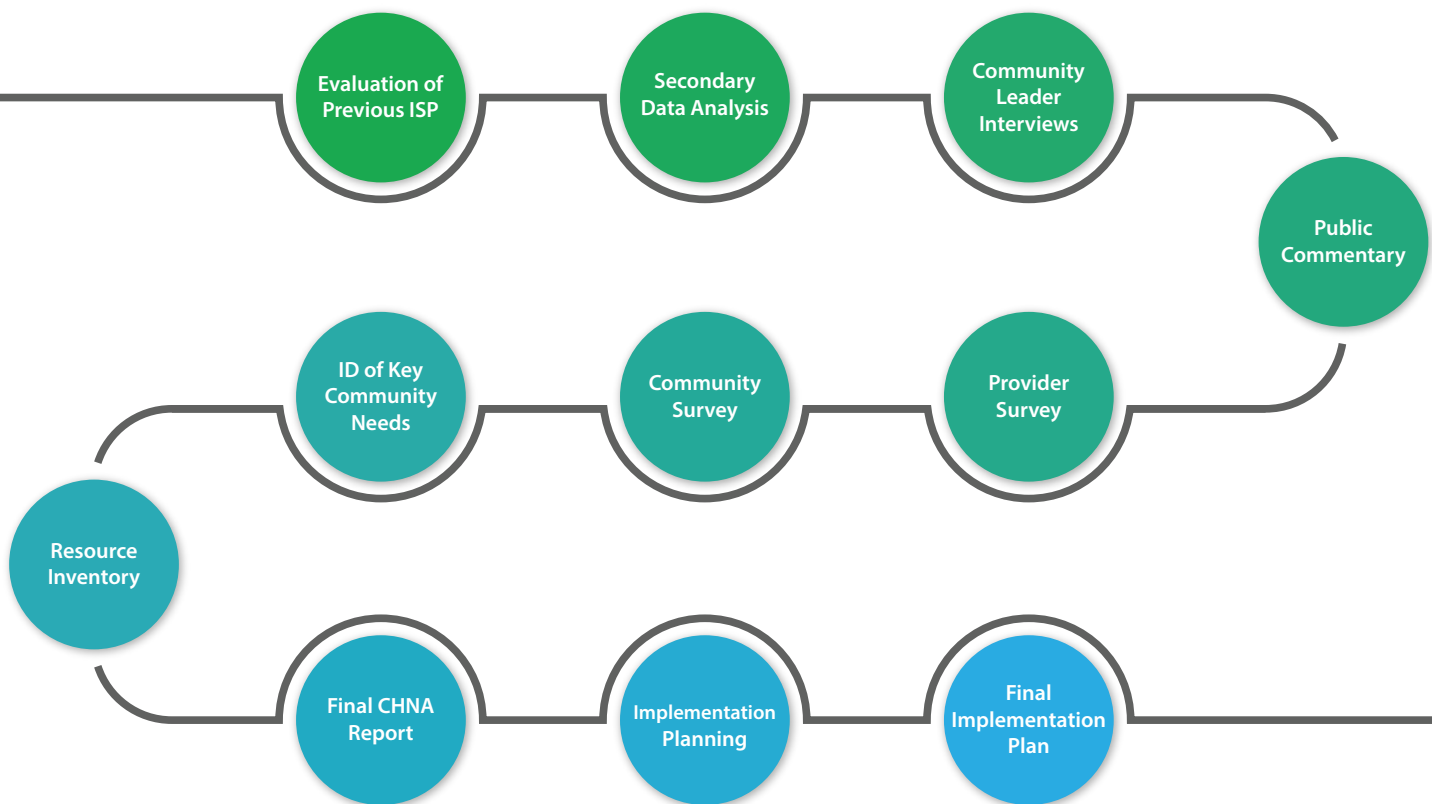 Evaluation of
Previous ISP
Secondary
Data Analysis
Community
Leader
Interviews
Public
Commentary
Provider
Survey
Community
Survey
ID of Key
Community
Needs
Resource
Inventory
Final CHNA
Report
Implementation
Planning
Final
Implementation
Plan